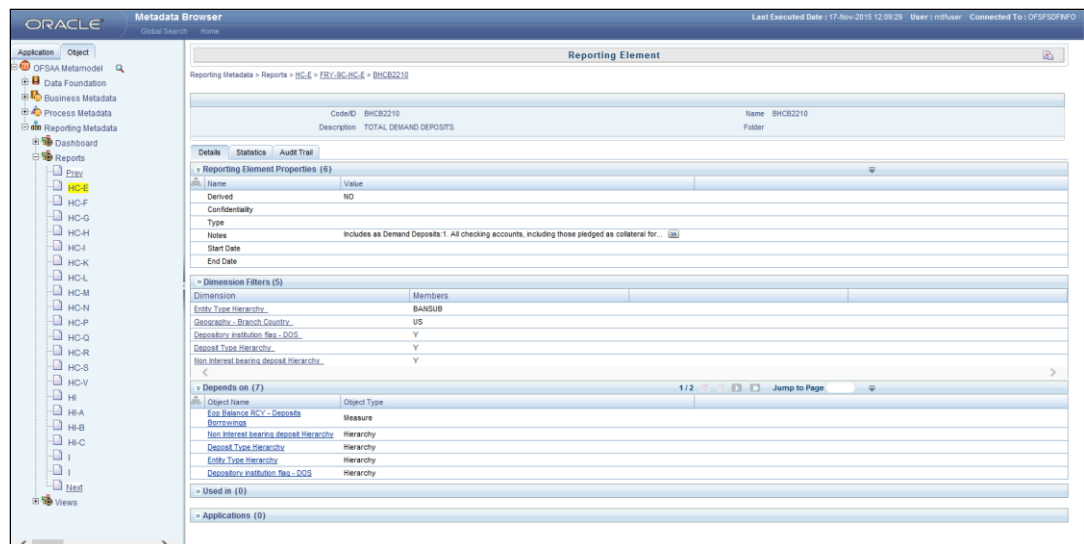 ORACLE
Metadata Browser
Last Executed Date : 17-Nov-2015 12:09:29 User : rrdfuser Connected To : OFSFSDFINFO
Global Search Home
Application Object
OFSAA Metamodel
Data Foundation
Business Metadata
Process Metadata
Reporting Metadata
Dashboard
Reports
Prev
HC-E
HC-F
HC-G
HC-H
HC-I
HC-K
HC-L
HC-M
HC-N
HC-P
HC-Q
HC-R
HC-S
HC-V
HI
HI-A
HI-B
HI-C
I
I
Next
Views
Reporting Element
Reporting Metadata > Reports > HC-E > FRY-9C-HC-E > BHCB2210
Code/ID BHCB2210 Name BHCB2210
Description TOTAL DEMAND DEPOSITS Folder
Details Statistics Audit Trail
Reporting Element Properties (6)
Name Value
Derived NO
Confidentiality
Type
Notes Includes as Demand Deposits:1. All checking accounts, including those pledged as collateral for...
Start Date
End Date
Dimension Filters (5)
Dimension Members
Entity Type Hierarchy BANSUB
Geography - Branch Country US
Depository institution flag - DOS Y
Deposit Type Hierarchy Y
Non Interest bearing deposit Hierarchy Y
Depends on (7) 1/2 Jump to Page
Object Name Object Type
Eop Balance RCY - Deposits Borrowings Measure
Non Interest bearing deposit Hierarchy Hierarchy
Deposit Type Hierarchy Hierarchy
Entity Type Hierarchy Hierarchy
Depository institution flag - DOS Hierarchy
Used in (0)
Applications (0)